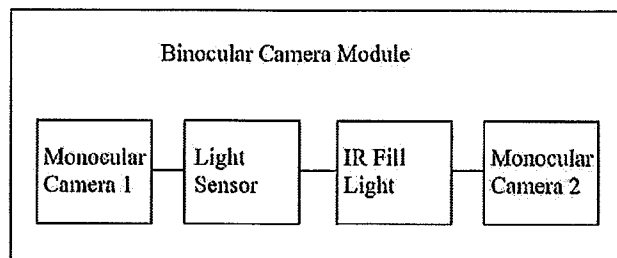 Binocular Camera Module
Monocular
Camera 1
Light
Sensor
IR Fill
Light
Monocular
Camera 2